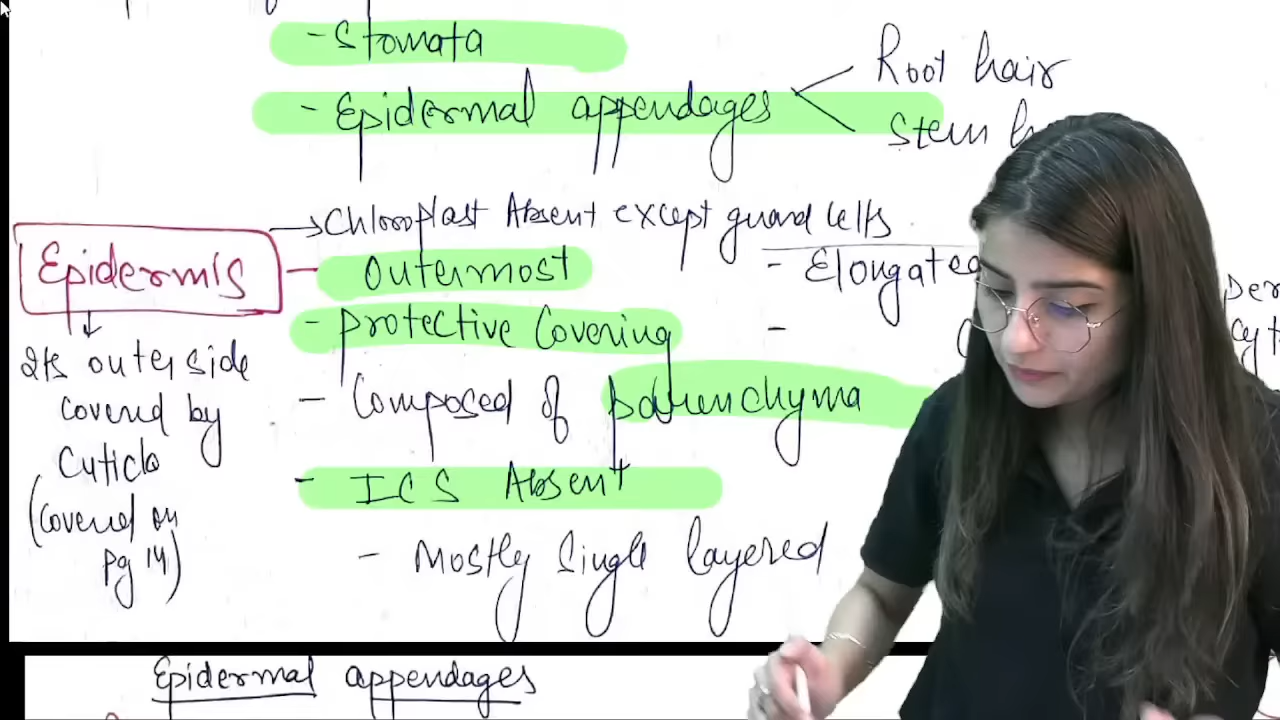 - Stomata
- Epidermal appendages
Root hair
Stem
Chloroplast Absent except guard cells
Epidermis
Outermost
- Elongated
- Protective Covering
-
Its outer side
covered by
Cuticle
(Covered on
pg 14)
- Composed of parenchyma
- ICS Absent
- Mostly Single layered
Epidermal appendages